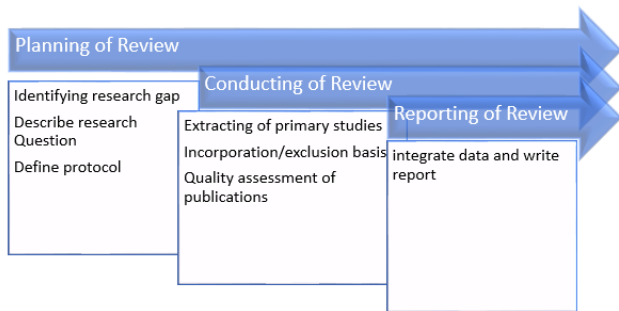 Planning of Review
Identifying research gap
Describe research
Question
Define protocol
Conducting of Review
Extracting of primary studies
Incorporation/exclusion basis
Quality assessment of
publications
Reporting of Review
integrate data and write
report